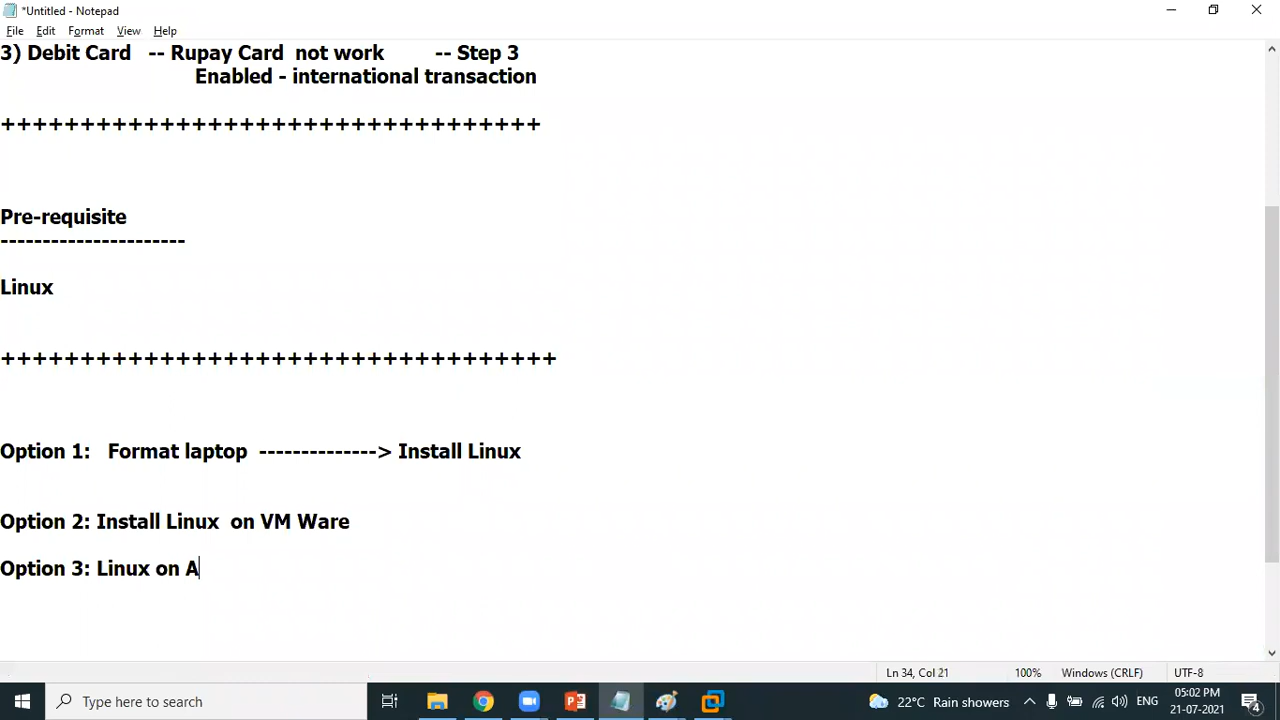 *Untitled - Notepad
File Edit Format View Help
3) Debit Card -- Rupay Card not work -- Step 3
Enabled - international transaction
++++++++++++++++++++++++++++++++++
Pre-requisite
----------------------
Linux
+++++++++++++++++++++++++++++++++++
Option 1: Format laptop --------------> Install Linux
Option 2: Install Linux on VM Ware
Option 3: Linux on A
Ln 34, Col 21 100% Windows (CRLF) UTF-8
Type here to search
22°C Rain showers
ENG
05:02 PM
21-07-2021
4